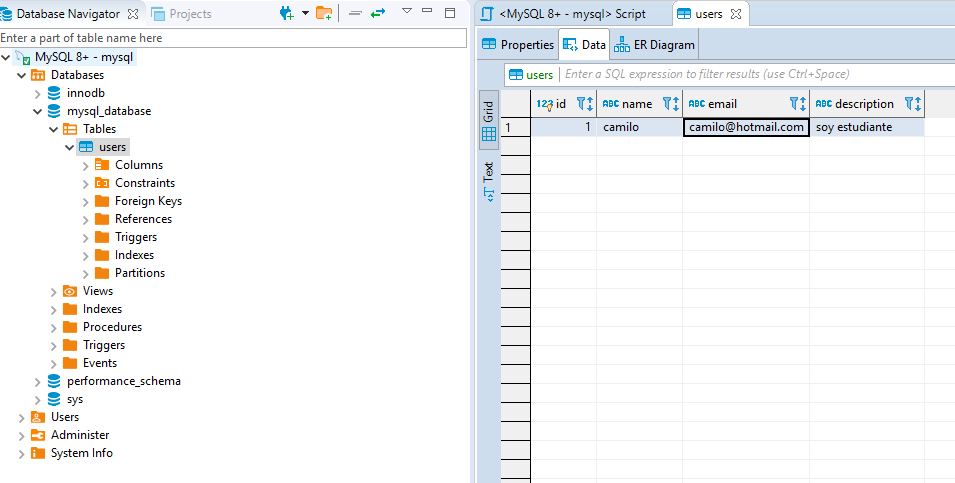 Database Navigator
Projects
Enter a part of table name here
MySQL 8+ - mysql
Databases
innodb
mysql_database
Tables
users
Columns
Constraints
Foreign Keys
References
Triggers
Indexes
Partitions
Views
Indexes
Procedures
Triggers
Events
performance_schema
sys
Users
Administer
System Info
<MySQL 8+ - mysql> Script
users
Properties
Data
ER Diagram
users
Enter a SQL expression to filter results (use Ctrl+Space)
Grid
Text
123 id
ABC name
ABC email
ABC description
1
1
camilo
camilo@hotmail.com
soy estudiante